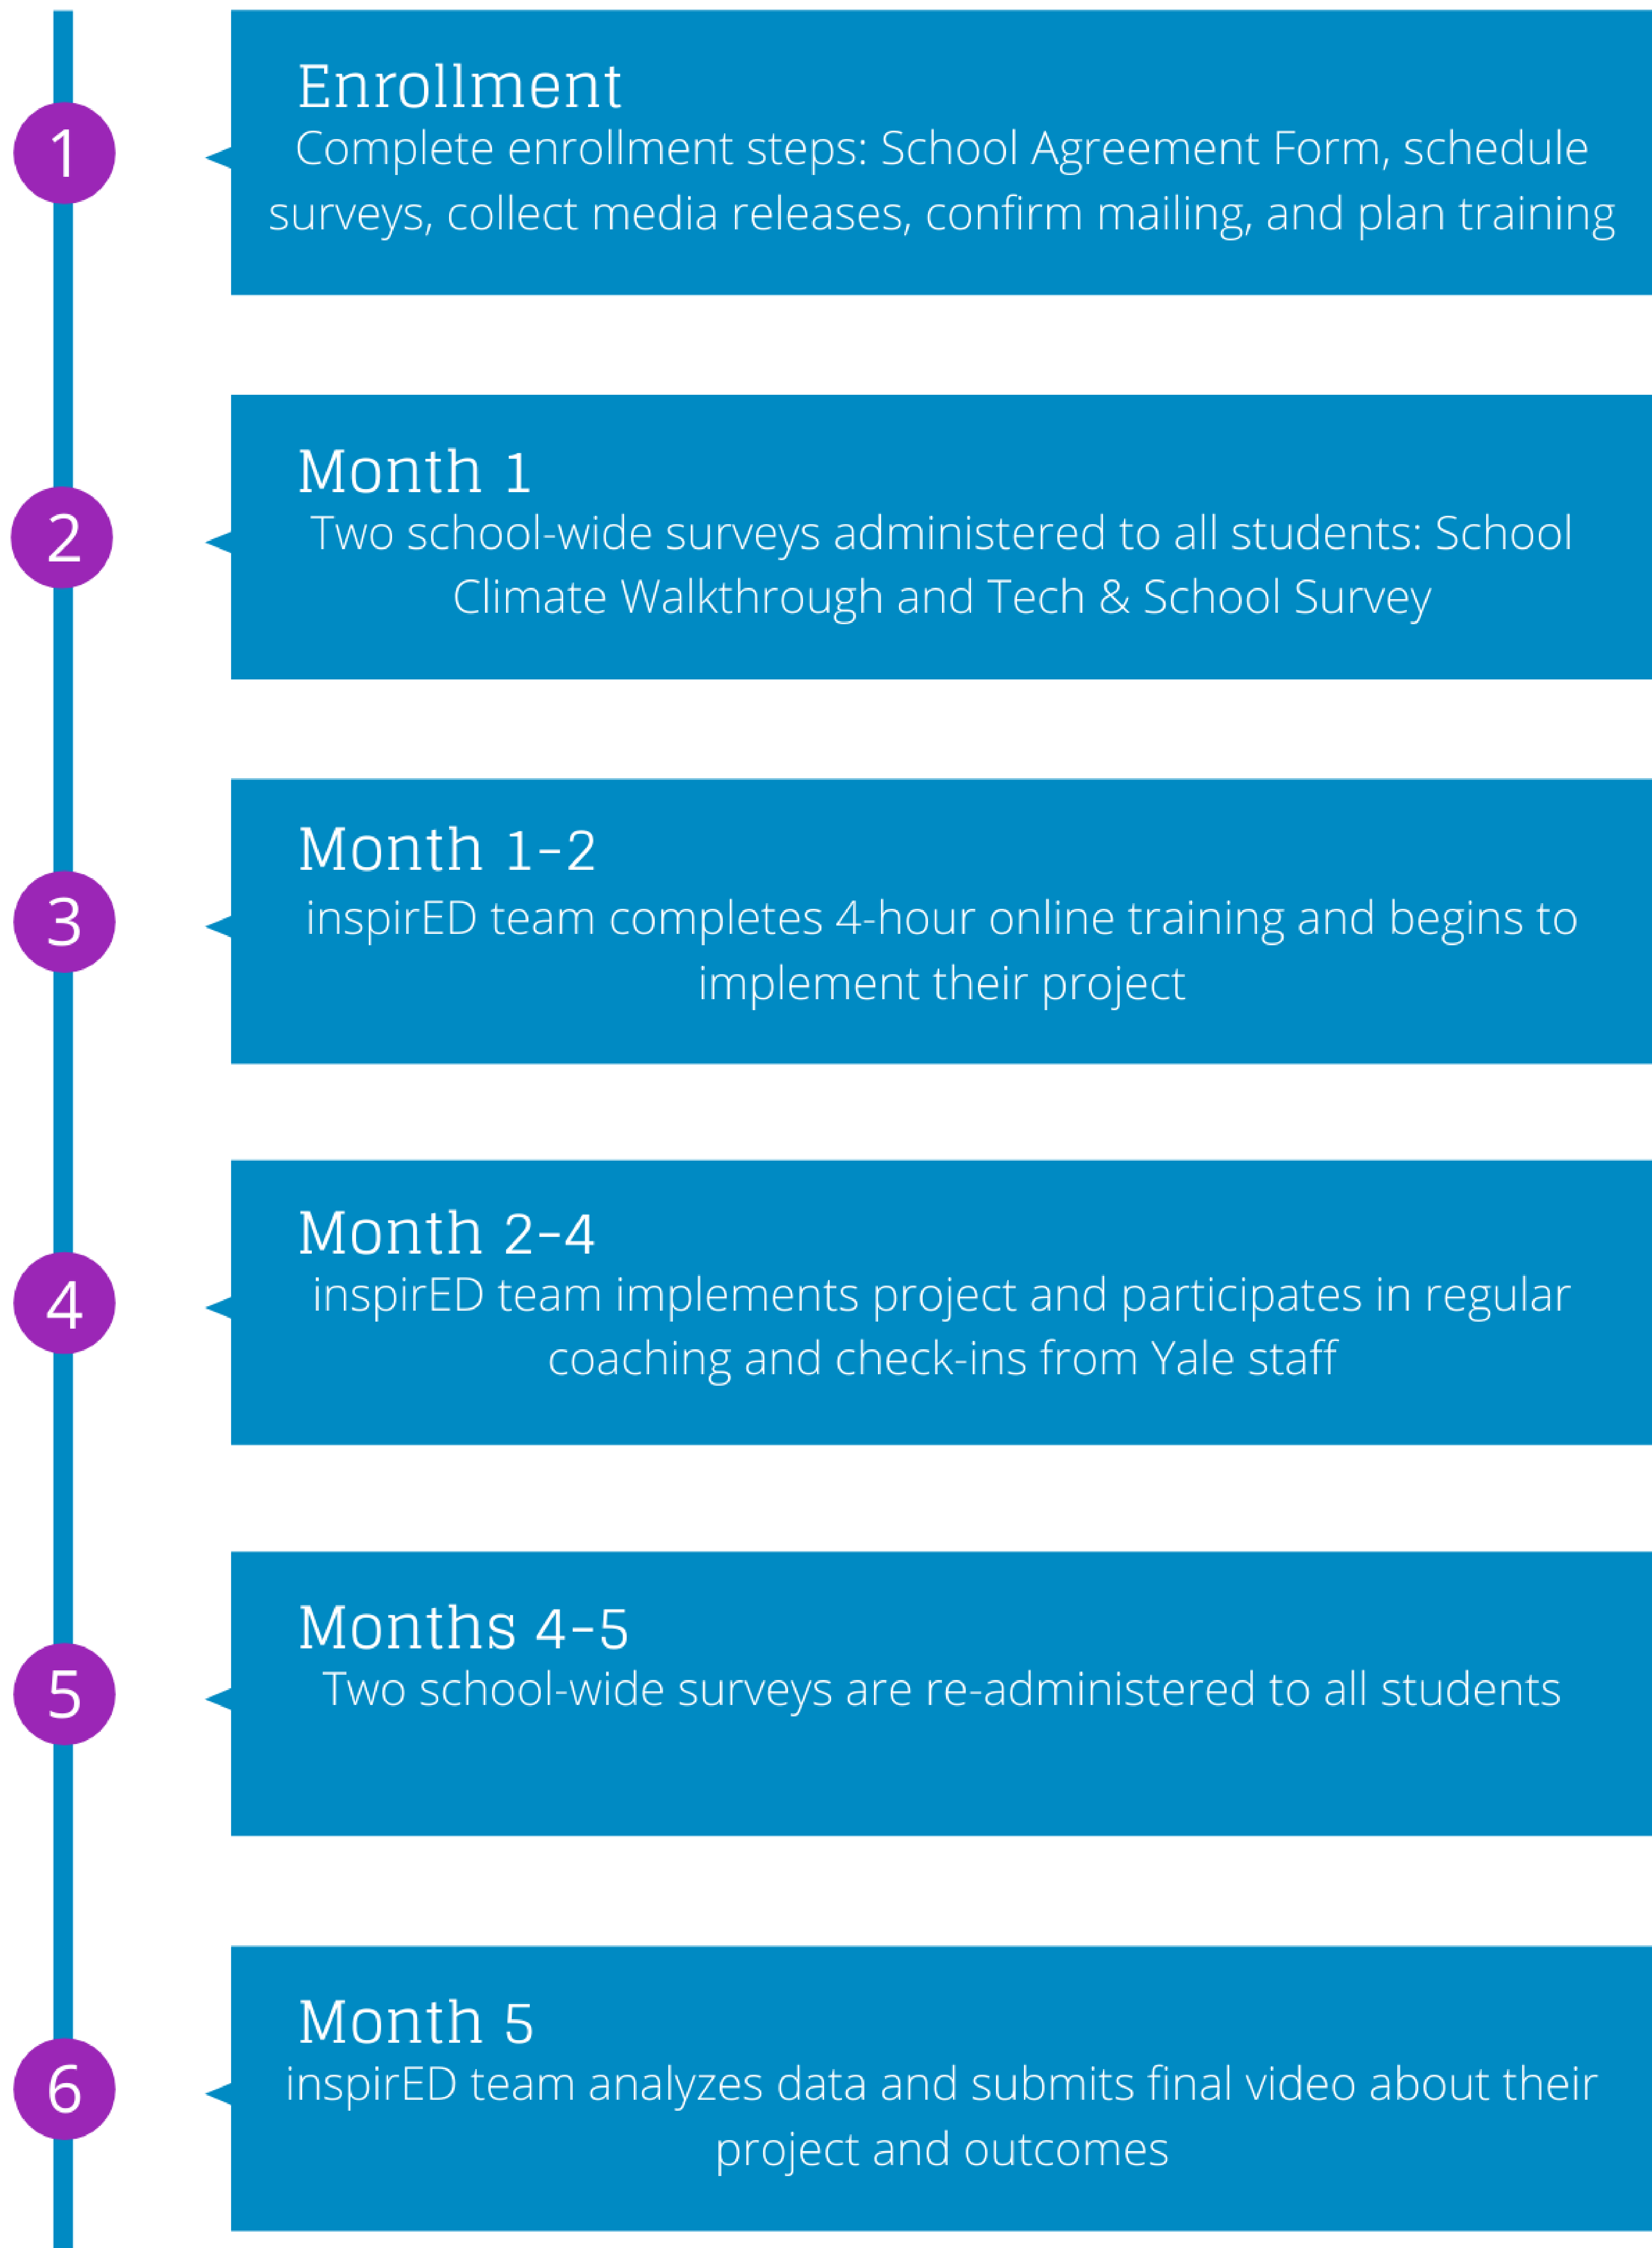 1
Enrollment
Complete enrollment steps: School Agreement Form, schedule
surveys, collect media releases, confirm mailing, and plan training
2
Month 1
Two school-wide surveys administered to all students: School
Climate Walkthrough and Tech & School Survey
3
Month 1-2
inspirED team completes 4-hour online training and begins to
implement their project
4
Month 2-4
inspirED team implements project and participates in regular
coaching and check-ins from Yale staff
5
Months 4-5
Two school-wide surveys are re-administered to all students
6
Month 5
inspirED team analyzes data and submits final video about their
project and outcomes